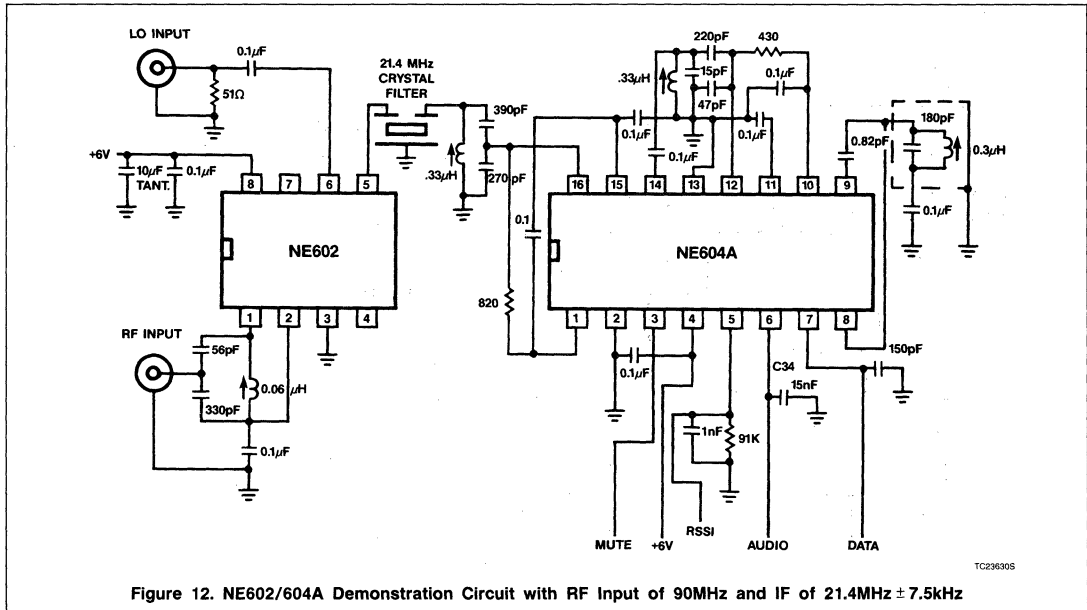 LO INPUT
0.1µF
51Ω
+6V
10µF
TANT.
0.1µF
8
7
6
5
NE602
1
2
3
4
RF INPUT
56pF
330pF
0.06 µH
0.1µF
21.4 MHz
CRYSTAL
FILTER
390pF
.33µH
270 pF
0.1
820
220pF
430
.33µH
15pF
47pF
0.1µF
0.1µF
0.1µF
0.1µF
180pF
0.82pF
0.3µH
0.1µF
16
15
14
13
12
11
10
9
NE604A
1
2
3
4
5
6
7
8
0.1µF
1nF
91K
C34
15nF
150pF
MUTE
+6V
RSSI
AUDIO
DATA
TC23630S
Figure 12. NE602/604A Demonstration Circuit with RF Input of 90MHz and IF of 21.4MHz ± 7.5kHz